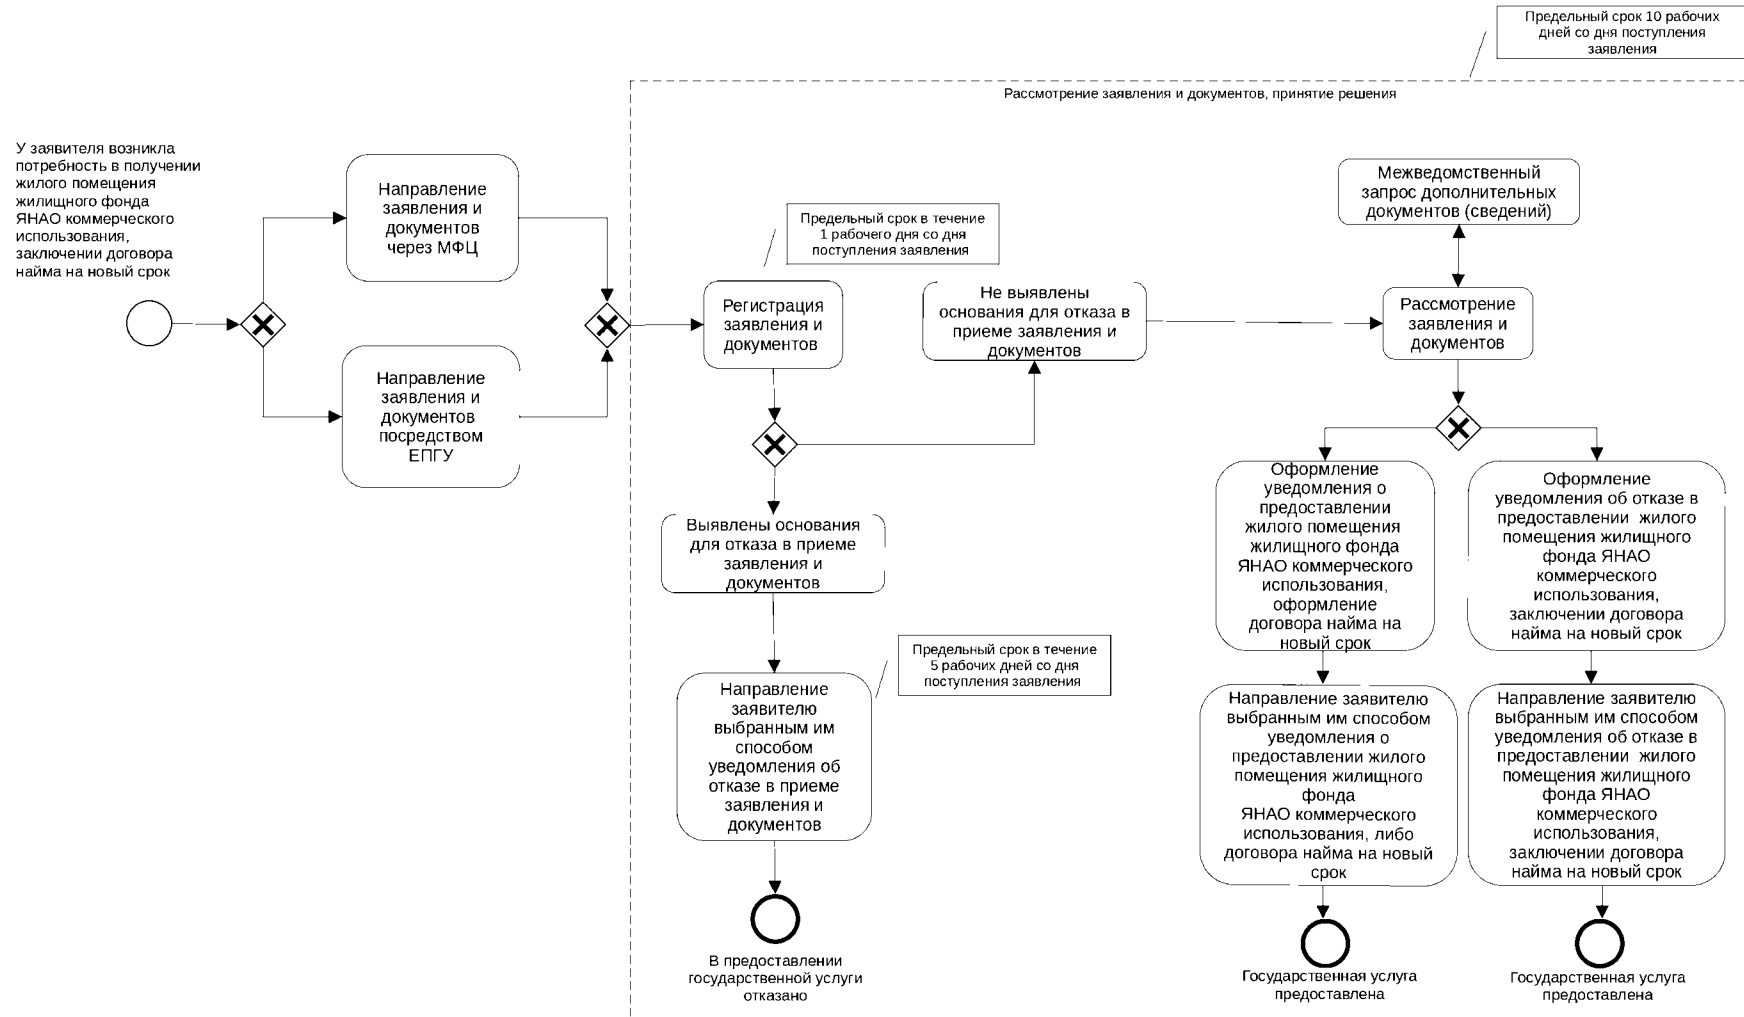 Предельный срок 10 рабочих
дней со дня поступления
заявления
Рассмотрение заявления и документов, принятие решения
У заявителя возникла
потребность в получении
жилого помещения
жилищного фонда
ЯНАО коммерческого
использования,
заключении договора
найма на новый срок
Направление
заявления и
документов
через МФЦ
Направление
заявления и
документов
посредством
ЕПГУ
Предельный срок в течение
1 рабочего дня со дня
поступления заявления
Регистрация
заявления и
документов
Не выявлены
основания для отказа в
приеме заявления и
документов
Межведомственный
запрос дополнительных
документов (сведений)
Рассмотрение
заявления и
документов
Выявлены основания
для отказа в приеме
заявления и
документов
Предельный срок в течение
5 рабочих дней со дня
поступления заявления
Направление
заявителю
выбранным им
способом
уведомления об
отказе в приеме
заявления и
документов
В предоставлении
государственной услуги
отказано
Оформление
уведомления о
предоставлении
жилого помещения
жилищного фонда
ЯНАО коммерческого
использования,
оформление
договора найма на
новый срок
Оформление
уведомления об отказе в
предоставлении жилого
помещения жилищного
фонда ЯНАО
коммерческого
использования,
заключении договора
найма на новый срок
Направление заявителю
выбранным им способом
уведомления о
предоставлении жилого
помещения жилищного
фонда
ЯНАО коммерческого
использования, либо
договора найма на новый
срок
Направление заявителю
выбранным им способом
уведомления об отказе в
предоставлении жилого
помещения жилищного
фонда ЯНАО
коммерческого
использования,
заключении договора
найма на новый срок
Государственная услуга
предоставлена
Государственная услуга
предоставлена